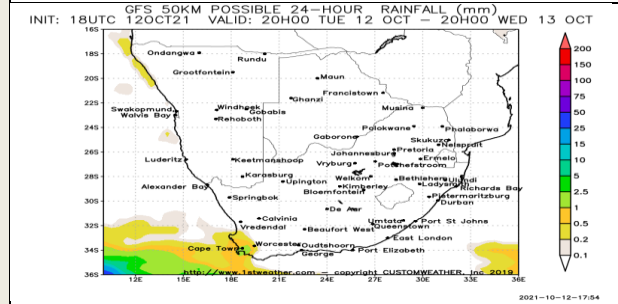 GFS 50KM POSSIBLE 24-HOUR RAINFALL (mm)
INIT: 18UTC 12OCT21 VALID: 20H00 TUE 12 OCT – 20H00 WED 13 OCT
16S
18S
20S
22S
24S
26S
28S
30S
32S
34S
36S
Ondangwa
Rundu
Grootfontein
Maun
Francistown
Ghanzi
Musina
Swakopmund
Windhoek
Gobabis
Walvis Bay
Rehoboth
Polokwane
Phalaborwa
Gaborone
Skukuza
Nelspruit
Johannesburg
Pretoria
Luderitz
Keetmanshoop
Vryburg
Potchefstroom
Ermelo
Karasburg
Upington
Welkom
Bethlehem
Ulundi
Alexander Bay
Kimberley
Ladysmith
Richards Bay
Bloemfontein
Springbok
Pietermaritzburg
Durban
De Aar
Calvinia
Umtata
Port St Johns
Vredendal
Beaufort West
Queenstown
East London
Cape Town
Worcester
Oudtshoorn
George
Port Elizabeth
http://www.1stweather.com – copyright CUSTOMWEATHER, Inc 2019
12E
15E
18E
21E
24E
27E
30E
33E
36E
200
150
100
75
50
25
15
10
5
2.5
1
0.5
0.2
0.1
2021-10-12-17:54